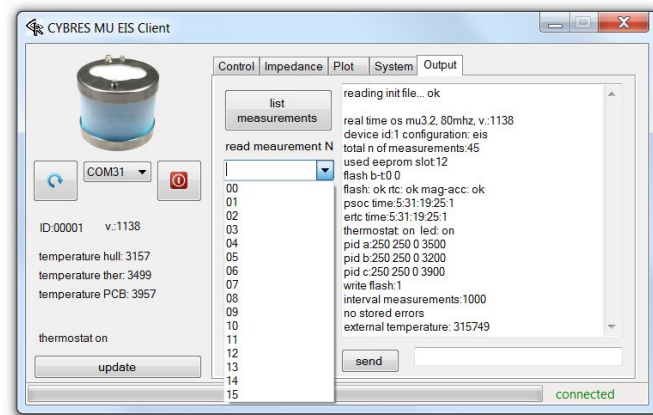 CYBRES MU EIS Client
Control Impedance Plot System Output
list
measurements
read meaurement N
00
01
02
03
04
05
06
07
08
09
10
11
12
13
14
15
reading init file... ok
real time os mu3.2, 80mhz, v.:1138
device id:1 configuration: eis
total n of measurements:45
used eeprom slot:12
flash b-t:0 0
flash: ok rtc: ok mag-acc: ok
psoc time:5:31:19:25:1
ertc time:5:31:19:25:1
thermostat: on led: on
pid a:250 250 0 3500
pid b:250 250 0 3200
pid c:250 250 0 3900
write flash:1
interval measurements:1000
no stored errors
external temperature: 315749
send
COM31
ID:00001 v.:1138
temperature hull: 3157
temperature ther: 3499
temperature PCB: 3957
thermostat on
update
connected